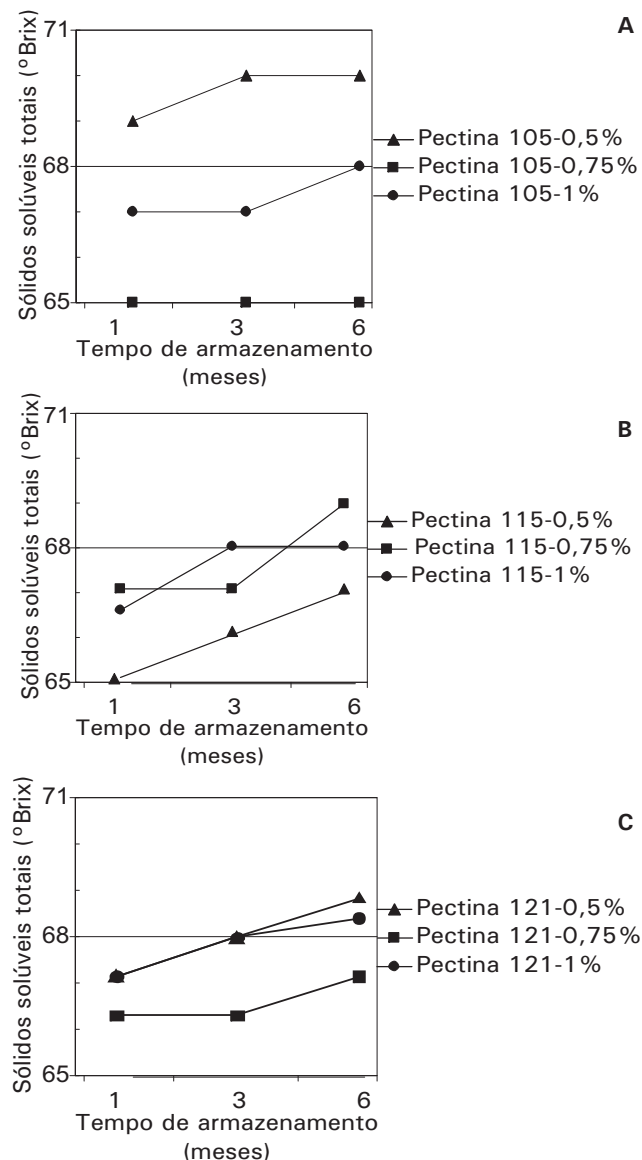 A
Sólidos solúveis totais (ºBrix)
71
68
65
1 3 6
Tempo de armazenamento
(meses)
Pectina 105-0,5%
Pectina 105-0,75%
Pectina 105-1%
B
Sólidos solúveis totais (ºBrix)
71
68
65
1 3 6
Tempo de armazenamento
(meses)
Pectina 115-0,5%
Pectina 115-0,75%
Pectina 115-1%
C
Sólidos solúveis totais (ºBrix)
71
68
65
1 3 6
Tempo de armazenamento
(meses)
Pectina 121-0,5%
Pectina 121-0,75%
Pectina 121-1%